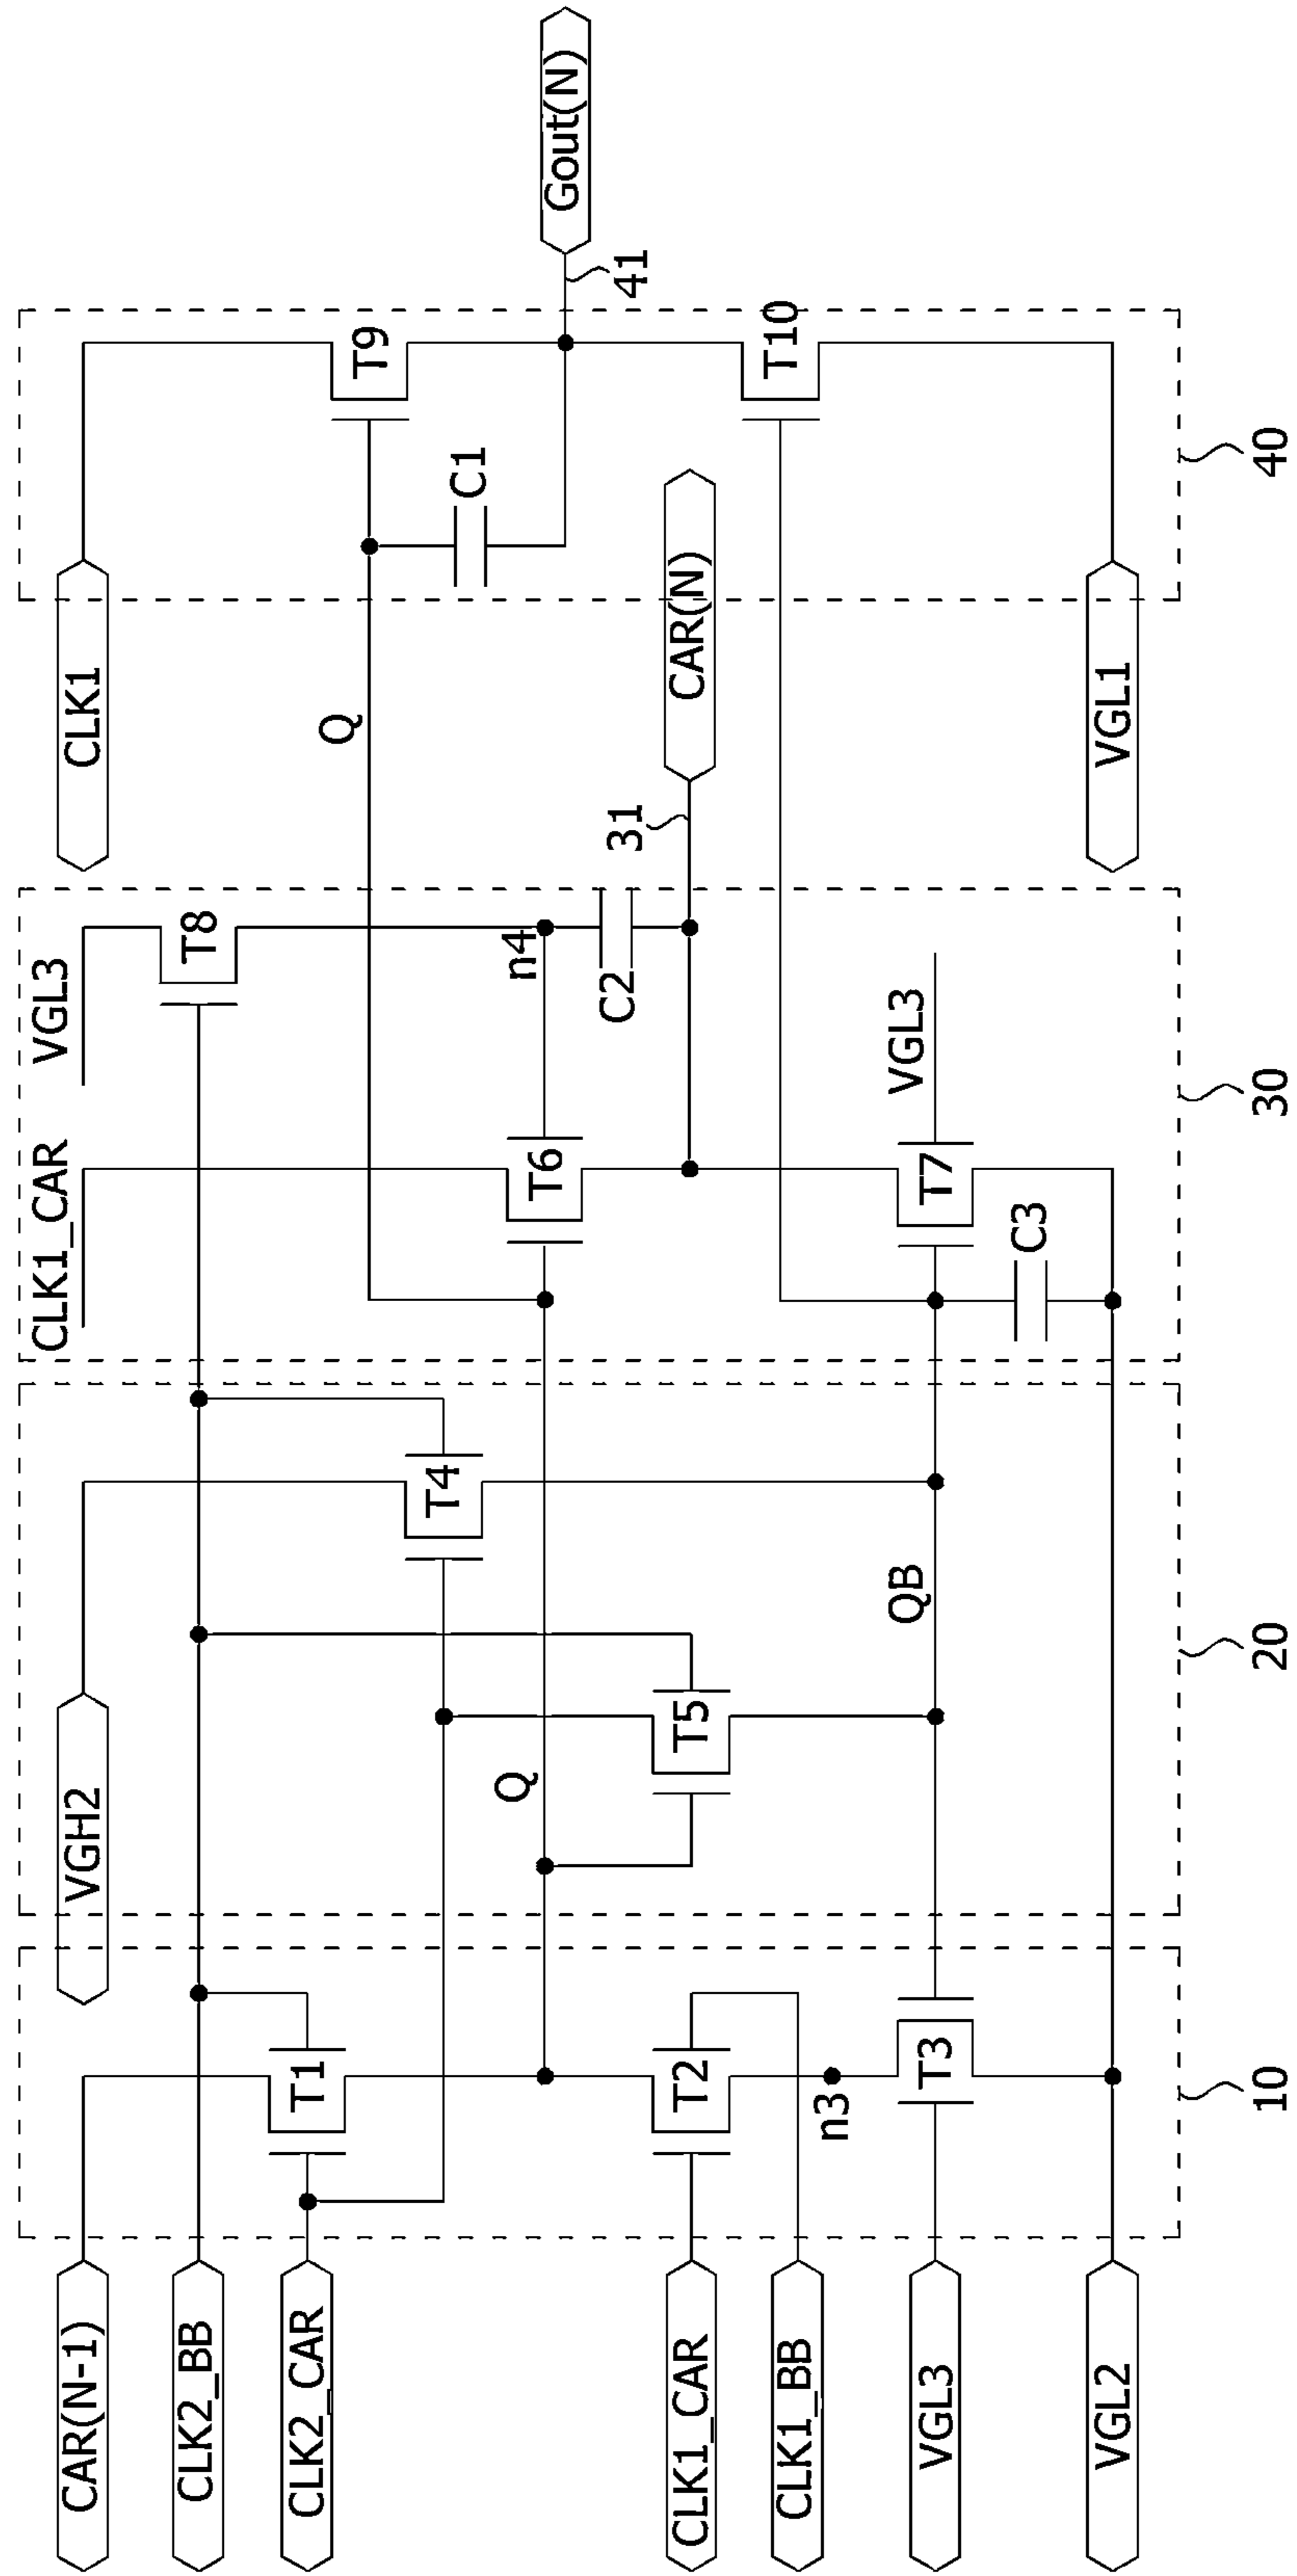 CAR(N-1)
CLK2_BB
CLK2_CAR
CLK1_CAR
CLK1_BB
VGL3
VGL2
VGH2
T1
T2
n3
T3
10
Q
T5
T4
QB
20
CLK1_CAR
VGL3
T8
T6
n4
C2
T7
C3
VGL3
31
CAR(N)
30
CLK1
Q
C1
T9
T10
VGL1
40
41
Gout(N)